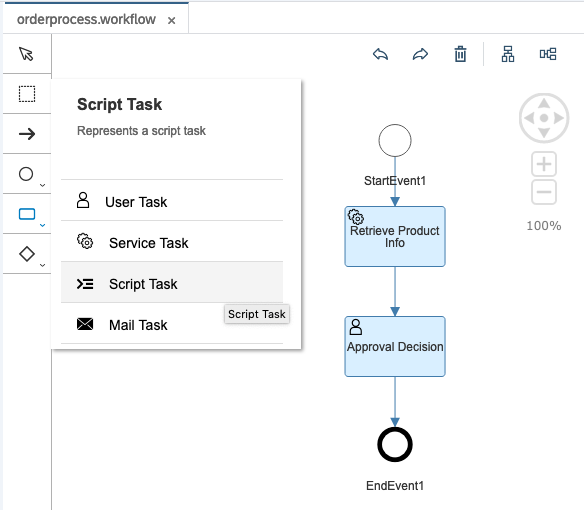 orderprocess.workflow ×
Script Task
Represents a script task
User Task
Service Task
Script Task
Script Task
Mail Task
StartEvent1
Retrieve Product
Info
Approval Decision
EndEvent1
100%